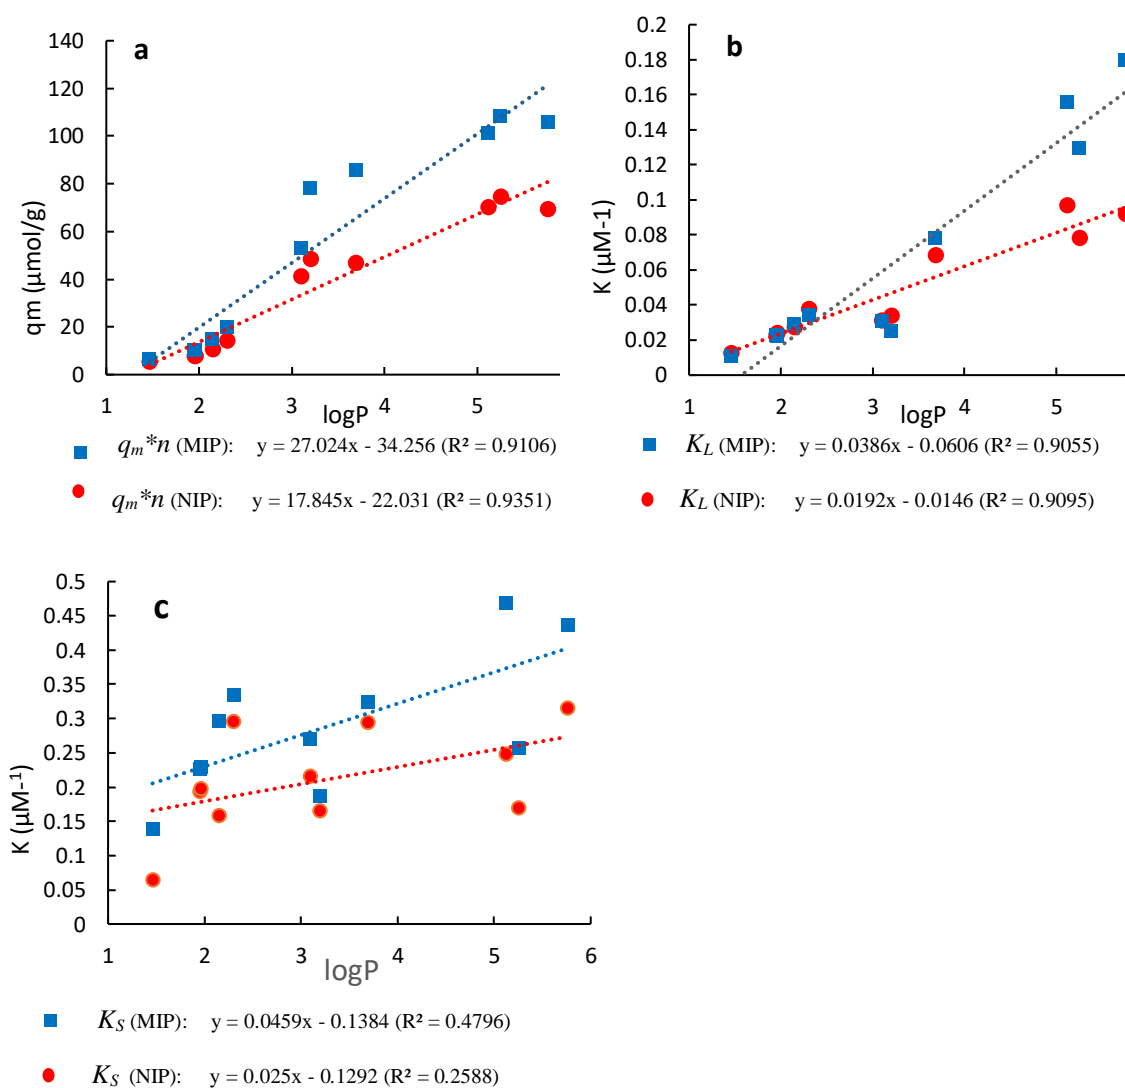 a
qm (µmol/g)
140
120
100
80
60
40
20
0
1 2 3 4 5
logP
qm*n (MIP): y = 27.024x - 34.256 (R² = 0.9106)
qm*n (NIP): y = 17.845x - 22.031 (R² = 0.9351)
b
K (µM-1)
0.2
0.18
0.16
0.14
0.12
0.1
0.08
0.06
0.04
0.02
0
1 2 3 4 5
logP
KL (MIP): y = 0.0386x - 0.0606 (R² = 0.9055)
KL (NIP): y = 0.0192x - 0.0146 (R² = 0.9095)
c
K (µM-1)
0.5
0.45
0.4
0.35
0.3
0.25
0.2
0.15
0.1
0.05
0
1 2 3 4 5 6
logP
KS (MIP): y = 0.0459x - 0.1384 (R² = 0.4796)
KS (NIP): y = 0.025x - 0.1292 (R² = 0.2588)